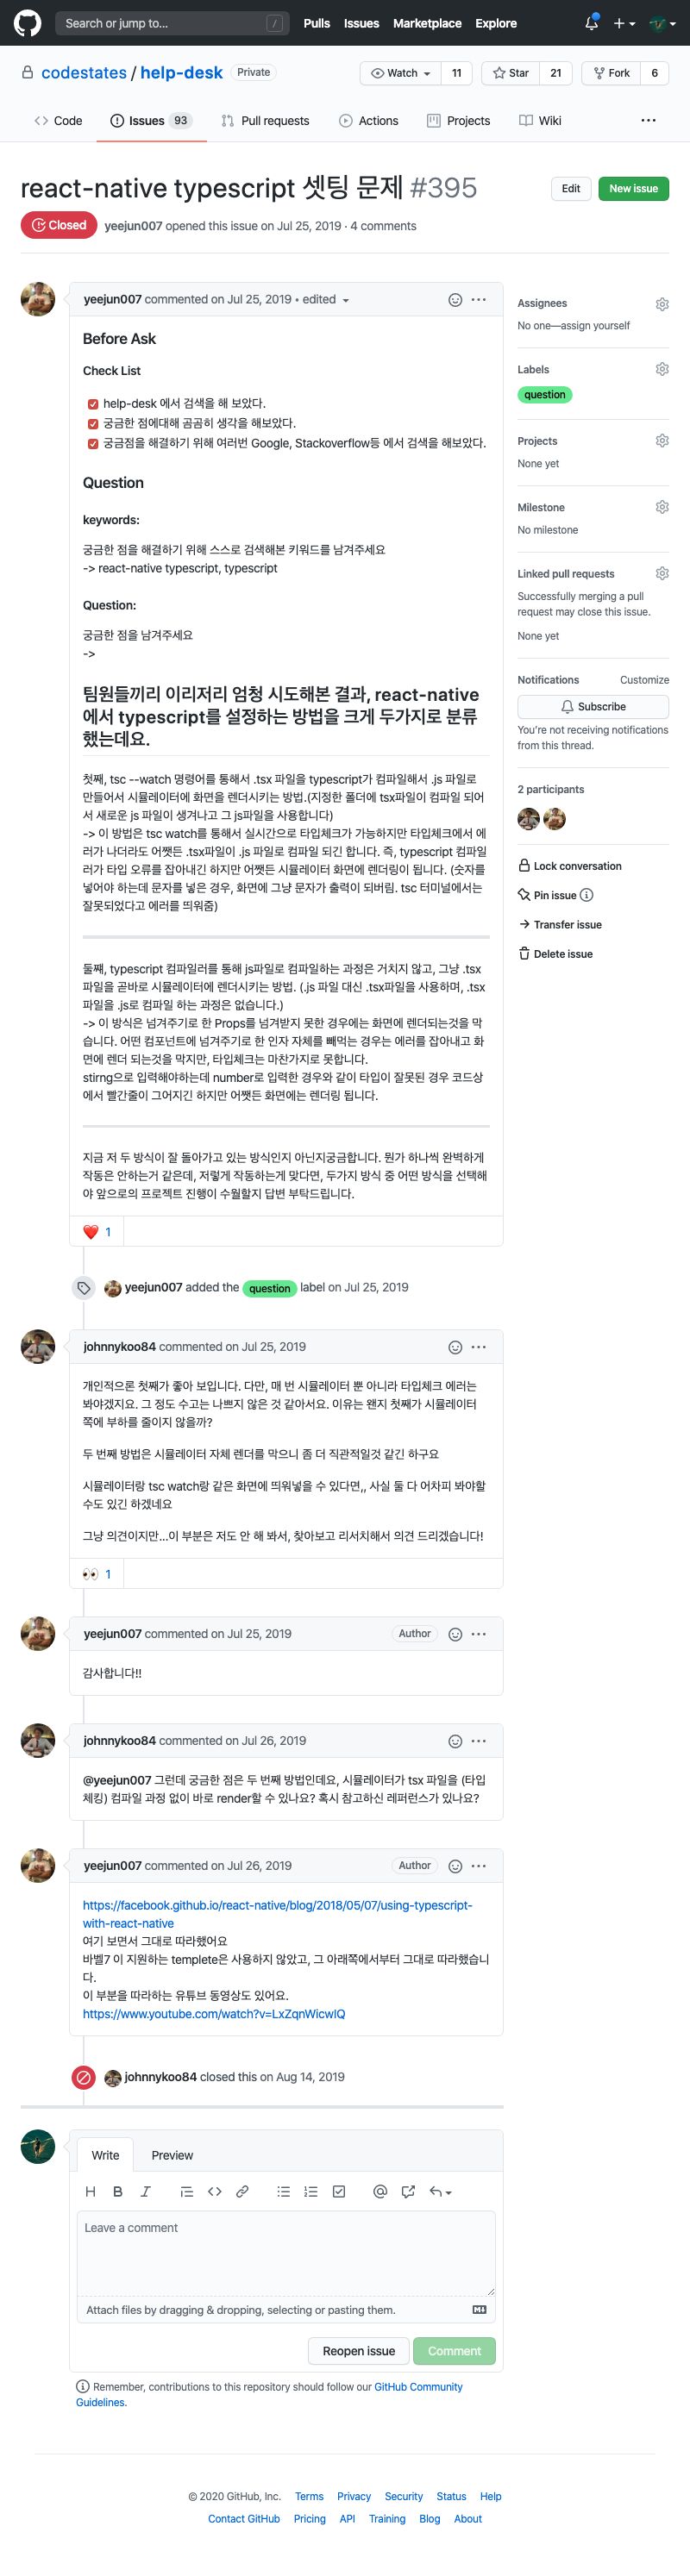 Search or jump to... /
Pulls Issues Marketplace Explore
codestates / help-desk Private
Watch 11 Star 21 Fork 6
Code Issues 93 Pull requests Actions Projects Wiki ...
react-native typescript 셋팅 문제 #395
Edit New issue
Closed yeejun007 opened this issue on Jul 25, 2019 · 4 comments
yeejun007 commented on Jul 25, 2019 • edited
Before Ask
Check List
help-desk 에서 검색을 해 보았다.
궁금한 점에대해 곰곰히 생각을 해보았다.
궁금점을 해결하기 위해 여러번 Google, Stackoverflow등 에서 검색을 해보았다.
Question
keywords:
궁금한 점을 해결하기 위해 스스로 검색해본 키워드를 남겨주세요
-> react-native typescript, typescript
Question:
궁금한 점을 남겨주세요
->
팀원들끼리 이리저리 엄청 시도해본 결과, react-native
에서 typescript를 설정하는 방법을 크게 두가지로 분류
했는데요.
첫째, tsc --watch 명령어를 통해서 .tsx 파일을 typescript가 컴파일해서 .js 파일로
만들어서 시뮬레이터에 화면을 렌더시키는 방법.(지정한 폴더에 tsx파일이 컴파일 되어
서 새로운 js 파일이 생겨나고 그 js파일을 사용합니다)
-> 이 방법은 tsc watch를 통해서 실시간으로 타입체크가 가능하지만 타입체크에서 에
러가 나더라도 어쨋든 .tsx파일이 .js 파일로 컴파일 되긴 합니다. 즉, typescript 컴파일
러가 타입 오류를 잡아내긴 하지만 어쨋든 시뮬레이터 화면에 렌더링이 됩니다. (숫자를
넣어야 하는데 문자를 넣은 경우, 화면에 그냥 문자가 출력이 되버림. tsc 터미널에서는
잘못되었다고 에러를 띄워줌)
둘째, typescript 컴파일러를 통해 js파일로 컴파일하는 과정은 거치지 않고, 그냥 .tsx
파일을 곧바로 시뮬레이터에 렌더시키는 방법. (.js 파일 대신 .tsx파일을 사용하며, .tsx
파일을 .js로 컴파일 하는 과정은 없습니다.)
-> 이 방식은 넘겨주기로 한 Props를 넘겨받지 못한 경우에는 화면에 렌더되는것을 막
습니다. 어떤 컴포넌트에 넘겨주기로 한 인자 자체를 빼먹는 경우는 에러를 잡아내고 화
면에 렌더 되는것을 막지만, 타입체크는 마찬가지로 못합니다.
stirng으로 입력해야하는데 number로 입력한 경우와 같이 타입이 잘못된 경우 코드상
에서 빨간줄이 그어지긴 하지만 어쨋든 화면에는 렌더링 됩니다.
지금 저 두 방식이 잘 돌아가고 있는 방식인지 아닌지궁금합니다. 뭔가 하나씩 완벽하게
작동은 안하는거 같은데, 저렇게 작동하는게 맞다면, 두가지 방식 중 어떤 방식을 선택해
야 앞으로의 프로젝트 진행이 수월할지 답변 부탁드립니다.
❤️ 1
Assignees
No one—assign yourself
Labels
question
Projects
None yet
Milestone
No milestone
Linked pull requests
Successfully merging a pull
request may close this issue.
None yet
Notifications Customize
Subscribe
You're not receiving notifications
from this thread.
2 participants
Lock conversation
Pin issue
Transfer issue
Delete issue
yeejun007 added the question label on Jul 25, 2019
johnnykoo84 commented on Jul 25, 2019
개인적으론 첫째가 좋아 보입니다. 다만, 매 번 시뮬레이터 뿐 아니라 타입체크 에러는
봐야겠지요. 그 정도 수고는 나쁘지 않은 것 같아서요. 이유는 왠지 첫째가 시뮬레이터
쪽에 부하를 줄이지 않을까?
두 번째 방법은 시뮬레이터 자체 렌더를 막으니 좀 더 직관적일것 같긴 하구요
시뮬레이터랑 tsc watch랑 같은 화면에 띄워넣을 수 있다면,, 사실 둘 다 어차피 봐야할
수도 있긴 하겠네요
그냥 의견이지만...이 부분은 저도 안 해 봐서, 찾아보고 리서치해서 의견 드리겠습니다!
👀 1
yeejun007 commented on Jul 25, 2019 Author
감사합니다!!
johnnykoo84 commented on Jul 26, 2019
@yeejun007 그런데 궁금한 점은 두 번째 방법인데요, 시뮬레이터가 tsx 파일을 (타입
체킹) 컴파일 과정 없이 바로 render할 수 있나요? 혹시 참고하신 레퍼런스가 있나요?
yeejun007 commented on Jul 26, 2019 Author
https://facebook.github.io/react-native/blog/2018/05/07/using-typescript-
with-react-native
여기 보면서 그대로 따라했어요
바벨7 이 지원하는 templete은 사용하지 않았고, 그 아래쪽에서부터 그대로 따라했습니
다.
이 부분을 따라하는 유튜브 동영상도 있어요.
https://www.youtube.com/watch?v=LxZqnWicwIQ
johnnykoo84 closed this on Aug 14, 2019
Write Preview
Leave a comment
Attach files by dragging & dropping, selecting or pasting them.
Reopen issue Comment
Remember, contributions to this repository should follow our GitHub Community
Guidelines.
© 2020 GitHub, Inc. Terms Privacy Security Status Help
Contact GitHub Pricing API Training Blog About